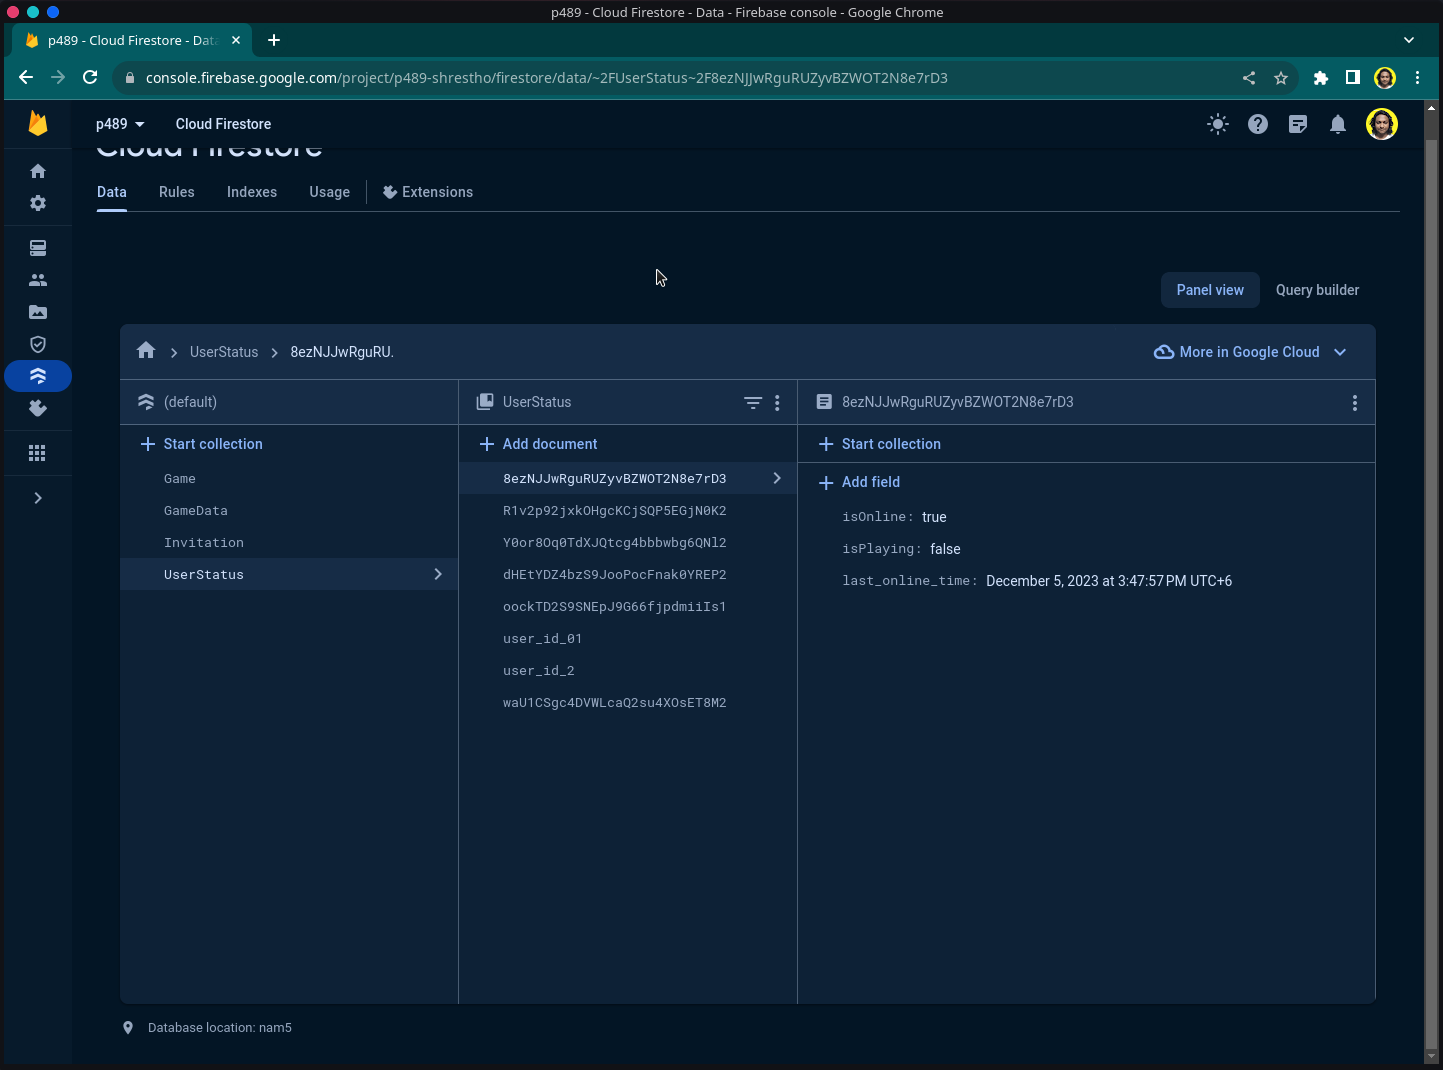 p489 - Cloud Firestore - Data - Firebase console - Google Chrome
p489 - Cloud Firestore - Data
console.firebase.google.com/project/p489-shrestho/firestore/data/~2FUserStatus~2F8ezNJJwRguRUZyvBZWOT2N8e7rD3
p489 Cloud Firestore
Cloud Firestore
Data Rules Indexes Usage Extensions
Panel view Query builder
UserStatus 8ezNJJwRguRU. More in Google Cloud
(default) UserStatus 8ezNJJwRguRUZyvBZWOT2N8e7rD3
Start collection
Game
GameData
Invitation
UserStatus
Add document
8ezNJJwRguRUZyvBZWOT2N8e7rD3
R1v2p92jxkOHgcKCjSQP5EGjN0K2
Y0or8Oq0TdXJQtcg4bbbwbg6QNl2
dHEtYDZ4bzS9JooPocFnak0YREP2
oockTD2S9SNEpJ9G66fjpdmiiIs1
user_id_01
user_id_2
waU1CSgc4DVWLcaQ2su4XOsET8M2
Start collection
Add field
isOnline: true
isPlaying: false
last_online_time: December 5, 2023 at 3:47:57 PM UTC+6
Database location: nam5